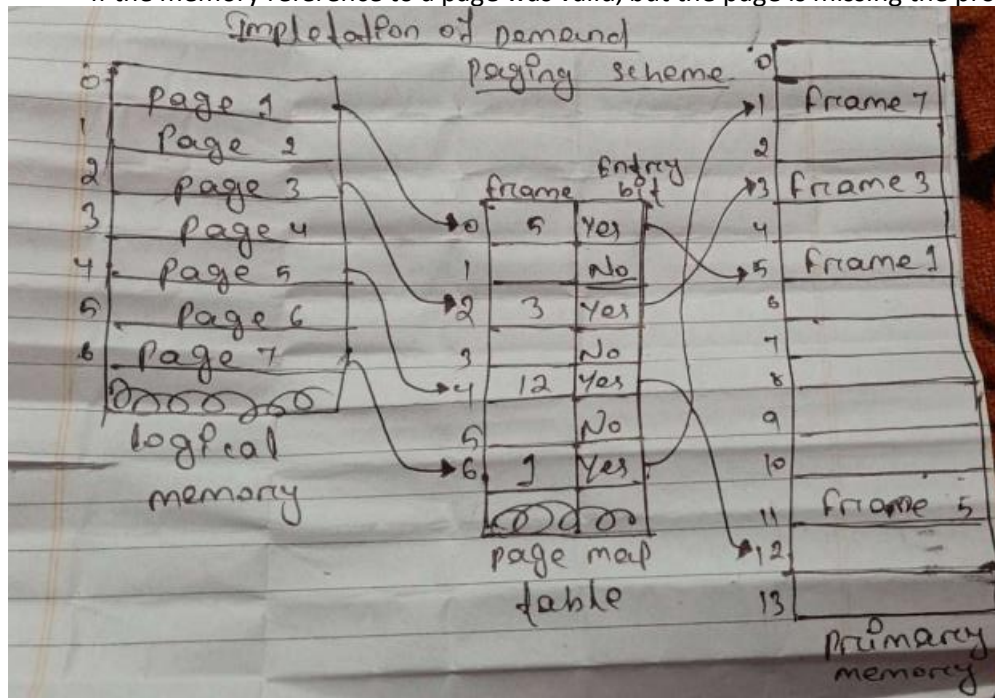 If the memory reference to a page was valid, but the page is missing the pro
Impletation of Demand
paging scheme
0
page 1
1
Page 2
2
page 3
3
Page 4
4
page 5
5
Page 6
6
Page 7
logical
memory
frame
Entry
bit
0 5 Yes
1 No
2 3 Yes
3 No
4 12 Yes
5 No
6 1 Yes
page map
table
0
1 frame 7
2
3 frame 3
4
5 frame 1
6
7
8
9
10
11 frame 5
12
13
primary
memory